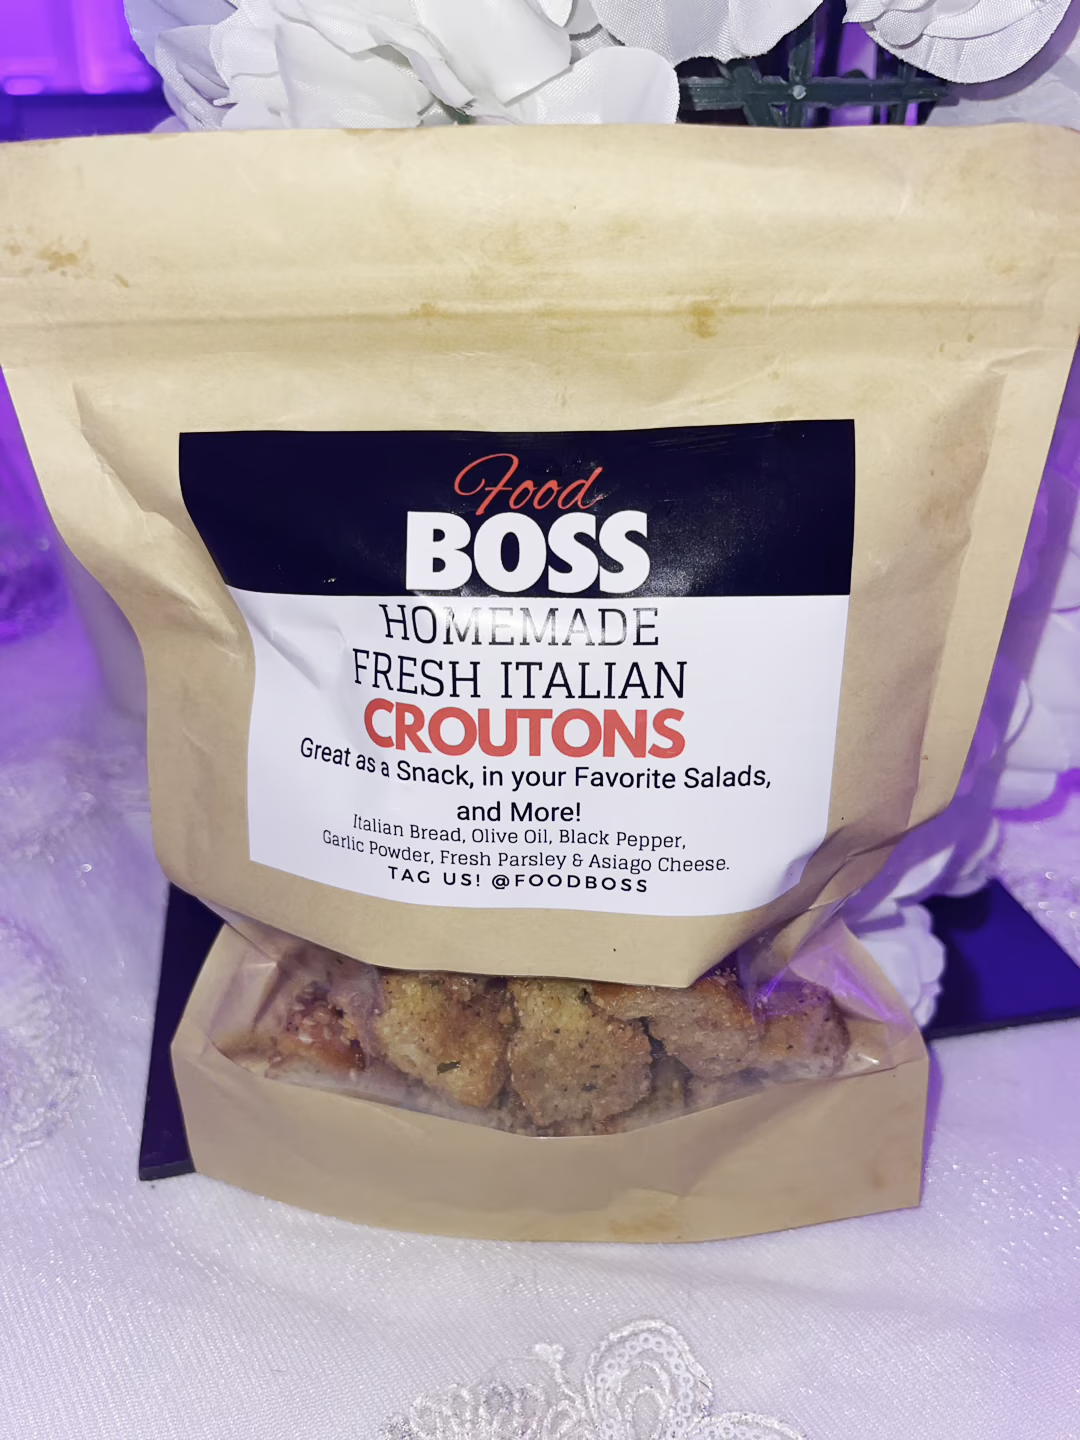 Food
BOSS
HOMEMADE
FRESH ITALIAN
CROUTONS
Great as a Snack, in your Favorite Salads,
and More!
Italian Bread, Olive Oil, Black Pepper,
Garlic Powder, Fresh Parsley & Asiago Cheese.
TAG US! @FOODBOSS